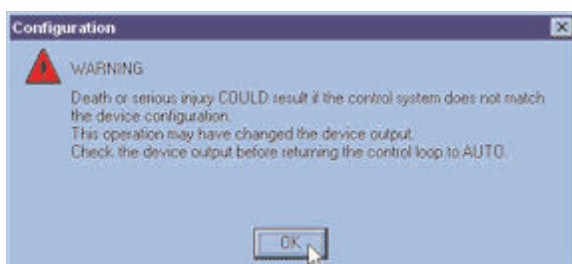 Configuration
WARNING
Death or serious injury COULD result if the control system does not match
the device configuration.
This operation may have changed the device output.
Check the device output before returning the control loop to AUTO.
OK